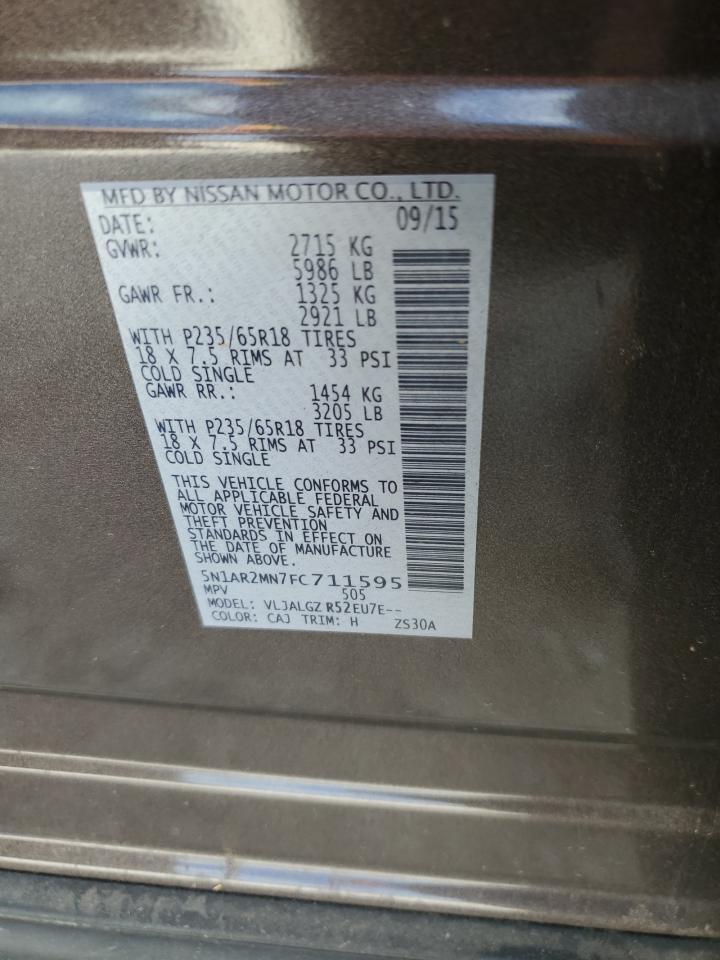 MFD BY NISSAN MOTOR CO., LTD.
DATE: 09/15
GVWR: 2715 KG
5986 LB
GAWR FR.: 1325 KG
2921 LB
WITH P235/65R18 TIRES
18 X 7.5 RIMS AT 33 PSI
COLD SINGLE
GAWR RR.: 1454 KG
3205 LB
WITH P235/65R18 TIRES
18 X 7.5 RIMS AT 33 PSI
COLD SINGLE
THIS VEHICLE CONFORMS TO
ALL APPLICABLE FEDERAL
MOTOR VEHICLE SAFETY AND
THEFT PREVENTION
STANDARDS IN EFFECT ON
THE DATE OF MANUFACTURE
SHOWN ABOVE.
5N1AR2MN7FC711595
MPV 505
MODEL: VLJALGZ R52EU7E--
COLOR: CAJ TRIM: H ZS30A